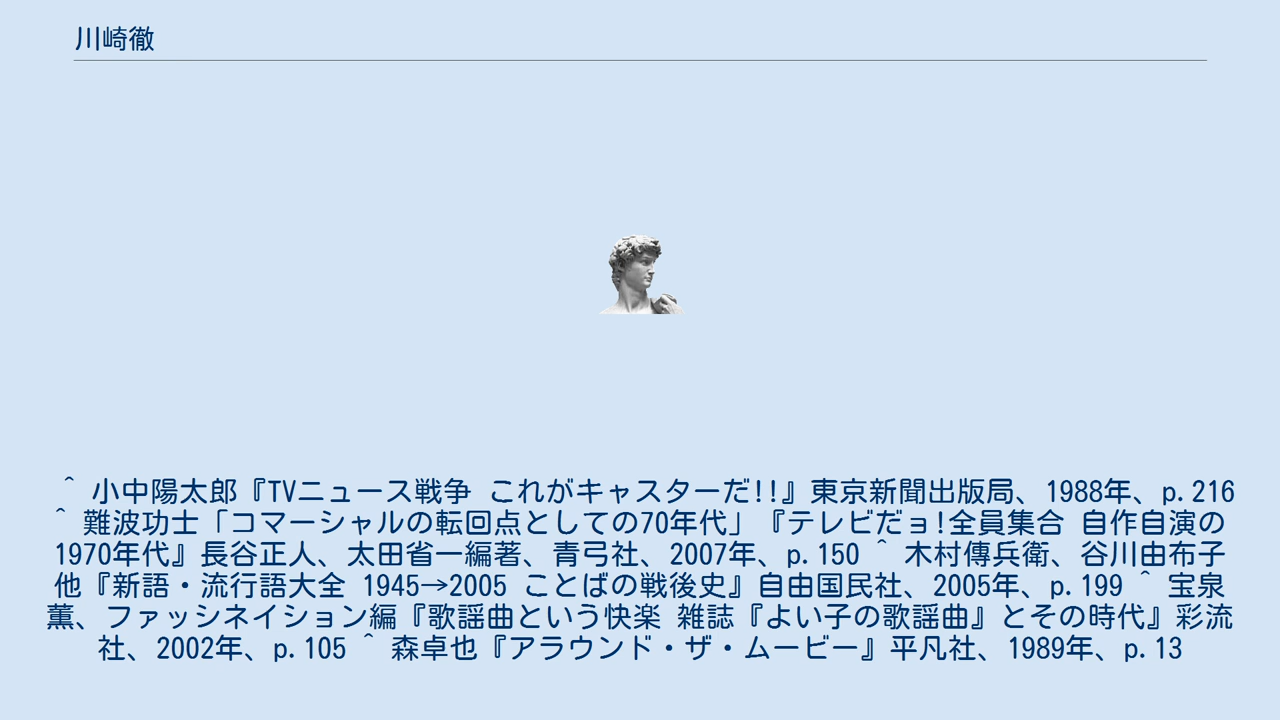 川崎徹
^ 小中陽太郎『TVニュース戦争 これがキャスターだ!!』東京新聞出版局、1988年、p.216
^ 難波功士「コマーシャルの転回点としての70年代」『テレビだョ!全員集合 自作自演の
1970年代』長谷正人、太田省一編著、青弓社、2007年、p.150 ^ 木村傳兵衛、谷川由布子
他『新語・流行語大全 1945→2005 ことばの戦後史』自由国民社、2005年、p.199 ^ 宝泉
薫、ファッシネイション編『歌謡曲という快楽 雑誌『よい子の歌謡曲』とその時代』彩流
社、2002年、p.105 ^ 森卓也『アラウンド・ザ・ムービー』平凡社、1989年、p.13